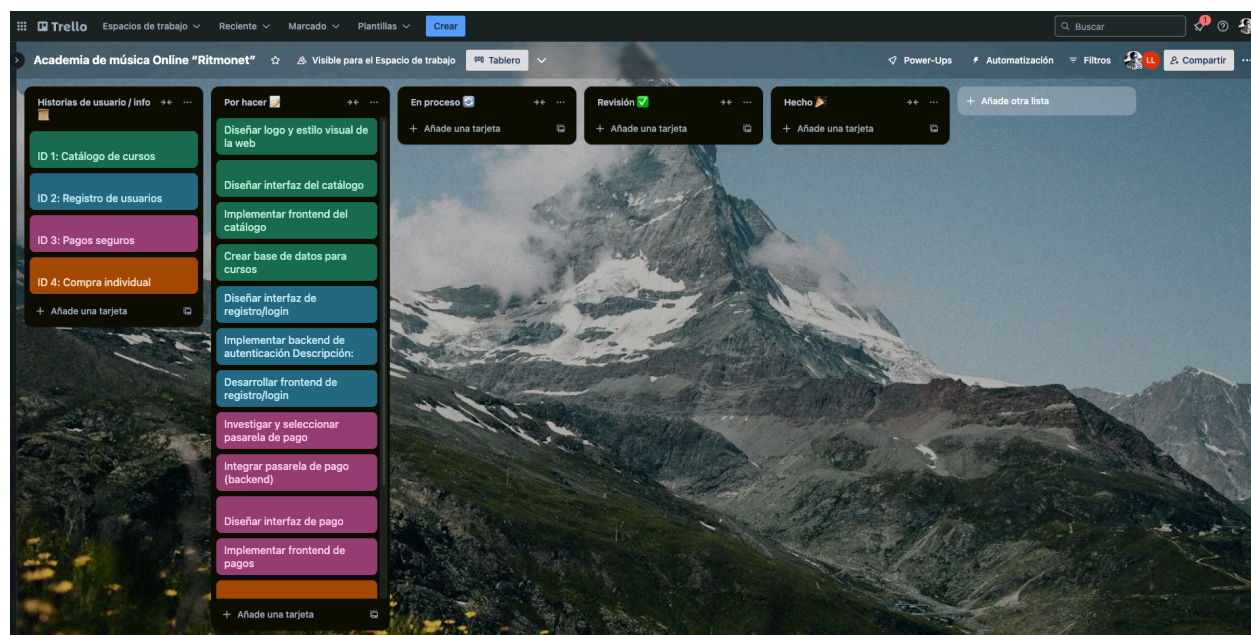 Trello Espacios de trabajo Reciente Marcado Plantillas Crear Buscar
Academia de música Online “Ritmonet” Visible para el Espacio de trabajo Tablero Power-Ups Automatización Filtros LL Compartir
Historias de usuario / info
ID 1: Catálogo de cursos
ID 2: Registro de usuarios
ID 3: Pagos seguros
ID 4: Compra individual
+ Añade una tarjeta
Por hacer
Diseñar logo y estilo visual de
la web
Diseñar interfaz del catálogo
Implementar frontend del
catálogo
Crear base de datos para
cursos
Diseñar interfaz de
registro/login
Implementar backend de
autenticación Descripción:
Desarrollar frontend de
registro/login
Investigar y seleccionar
pasarela de pago
Integrar pasarela de pago
(backend)
Diseñar interfaz de pago
Implementar frontend de
pagos
+ Añade una tarjeta
En proceso
+ Añade una tarjeta
Revisión
+ Añade una tarjeta
Hecho
+ Añade una tarjeta
+ Añade otra lista